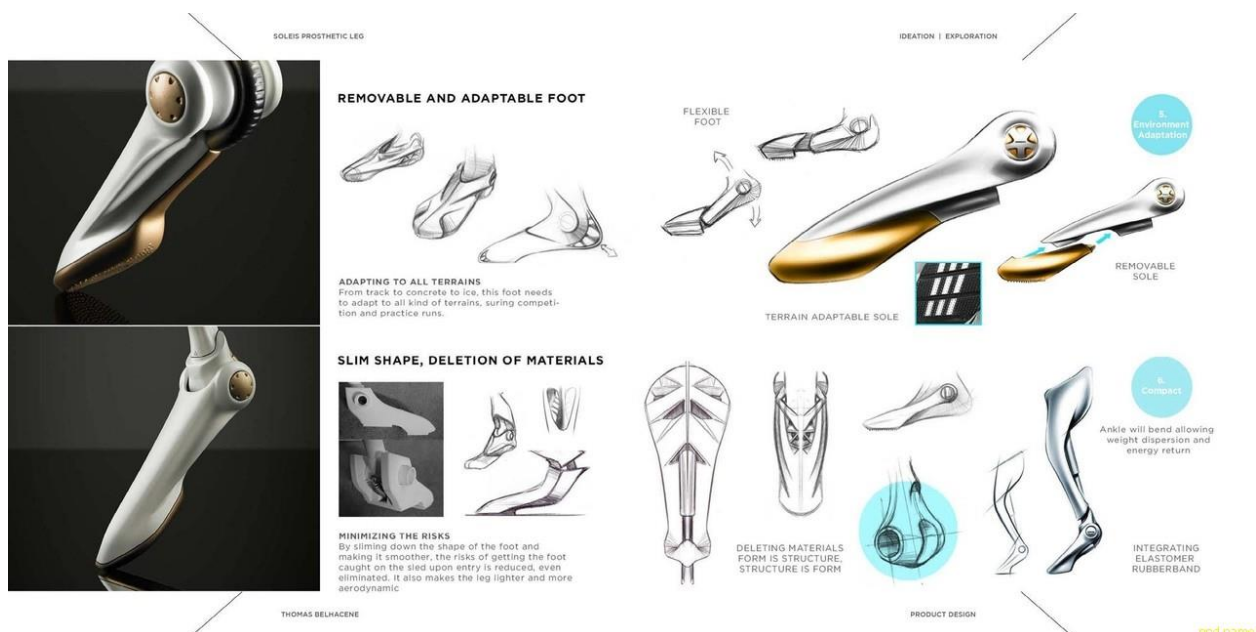 SOLEIS PROSTHETIC LEG
IDEATION | EXPLORATION
REMOVABLE AND ADAPTABLE FOOT
ADAPTING TO ALL TERRAINS
From track to concrete to ice, this foot needs
to adapt to all kind of terrains, suring competi-
tion and practice runs.
FLEXIBLE
FOOT
5.
Environment
Adaptation
REMOVABLE
SOLE
TERRAIN ADAPTABLE SOLE
SLIM SHAPE, DELETION OF MATERIALS
MINIMIZING THE RISKS
By sliming down the shape of the foot and
making it smoother, the risks of getting the foot
caught on the sled upon entry is reduced, even
eliminated. It also makes the leg lighter and more
aerodynamic
6.
Compact
Ankle will bend allowing
weight dispersion and
energy return
DELETING MATERIALS
FORM IS STRUCTURE,
STRUCTURE IS FORM
INTEGRATING
ELASTOMER
RUBBERBAND
THOMAS BELHACENE
PRODUCT DESIGN